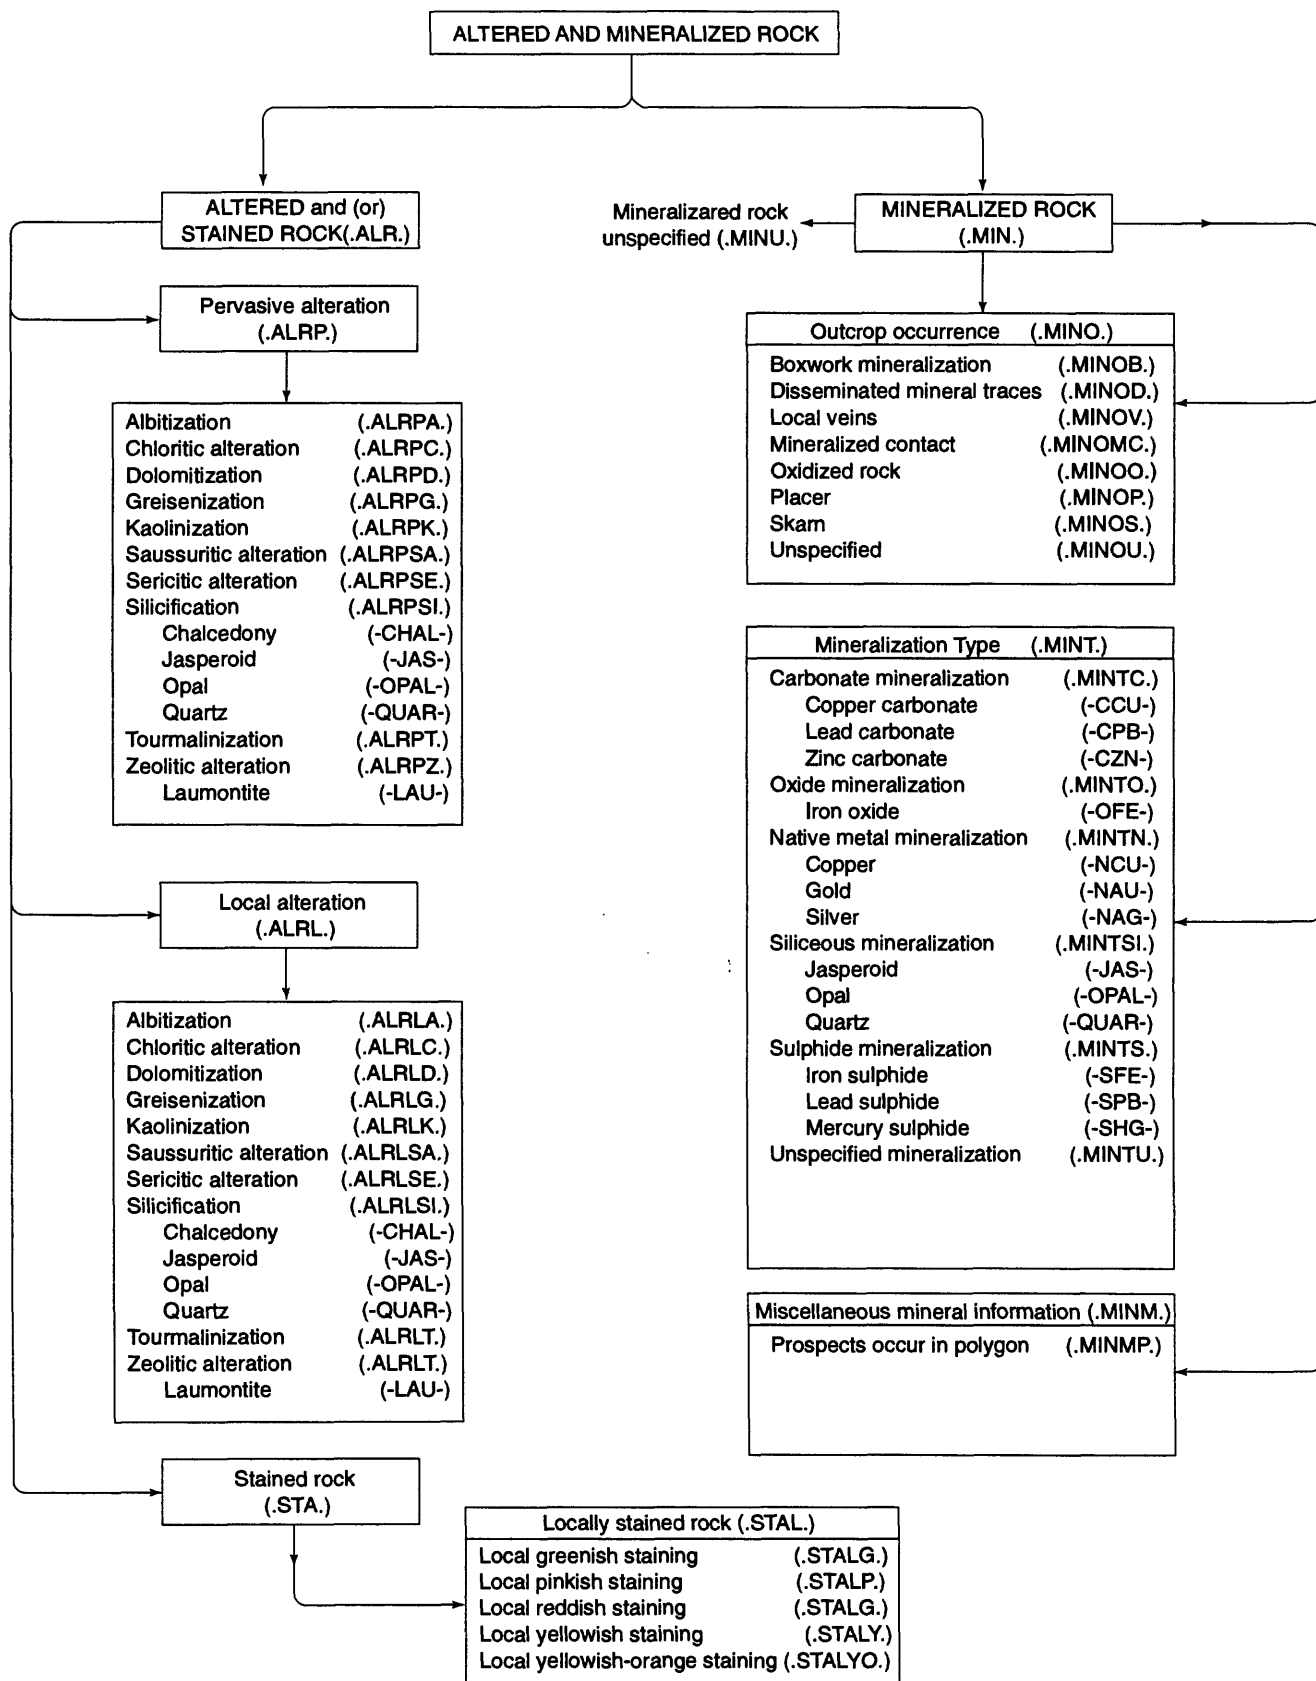 ALTERED AND MINERALIZED ROCK
ALTERED and (or)
STAINED ROCK(.ALR.)
Pervasive alteration
(.ALRP.)
Albitization (.ALRPA.)
Chloritic alteration (.ALRPC.)
Dolomitization (.ALRPD.)
Greisenization (.ALRPG.)
Kaolinization (.ALRPK.)
Saussuritic alteration (.ALRPSA.)
Sericitic alteration (.ALRPSE.)
Silicification (.ALRPSI.)
Chalcedony (-CHAL-)
Jasperoid (-JAS-)
Opal (-OPAL-)
Quartz (-QUAR-)
Tourmalinization (.ALRPT.)
Zeolitic alteration (.ALRPZ.)
Laumontite (-LAU-)
Local alteration
(.ALRL.)
Albitization (.ALRLA.)
Chloritic alteration (.ALRLC.)
Dolomitization (.ALRLD.)
Greisenization (.ALRLG.)
Kaolinization (.ALRLK.)
Saussuritic alteration (.ALRLSA.)
Sericitic alteration (.ALRLSE.)
Silicification (.ALRLSI.)
Chalcedony (-CHAL-)
Jasperoid (-JAS-)
Opal (-OPAL-)
Quartz (-QUAR-)
Tourmalinization (.ALRLT.)
Zeolitic alteration (.ALRLT.)
Laumontite (-LAU-)
Stained rock
(.STA.)
Locally stained rock (.STAL.)
Local greenish staining (.STALG.)
Local pinkish staining (.STALP.)
Local reddish staining (.STALG.)
Local yellowish staining (.STALY.)
Local yellowish-orange staining (.STALYO.)
Mineralizared rock
unspecified (.MINU.)
MINERALIZED ROCK
(.MIN.)
Outcrop occurrence (.MINO.)
Boxwork mineralization (.MINOB.)
Disseminated mineral traces (.MINOD.)
Local veins (.MINOV.)
Mineralized contact (.MINOMC.)
Oxidized rock (.MINOO.)
Placer (.MINOP.)
Skarn (.MINOS.)
Unspecified (.MINOU.)
Mineralization Type (.MINT.)
Carbonate mineralization (.MINTC.)
Copper carbonate (-CCU-)
Lead carbonate (-CPB-)
Zinc carbonate (-CZN-)
Oxide mineralization (.MINTO.)
Iron oxide (-OFE-)
Native metal mineralization (.MINTN.)
Copper (-NCU-)
Gold (-NAU-)
Silver (-NAG-)
Siliceous mineralization (.MINTSI.)
Jasperoid (-JAS-)
Opal (-OPAL-)
Quartz (-QUAR-)
Sulphide mineralization (.MINTS.)
Iron sulphide (-SFE-)
Lead sulphide (-SPB-)
Mercury sulphide (-SHG-)
Unspecified mineralization (.MINTU.)
Miscellaneous mineral information (.MINM.)
Prospects occur in polygon (.MINMP.)